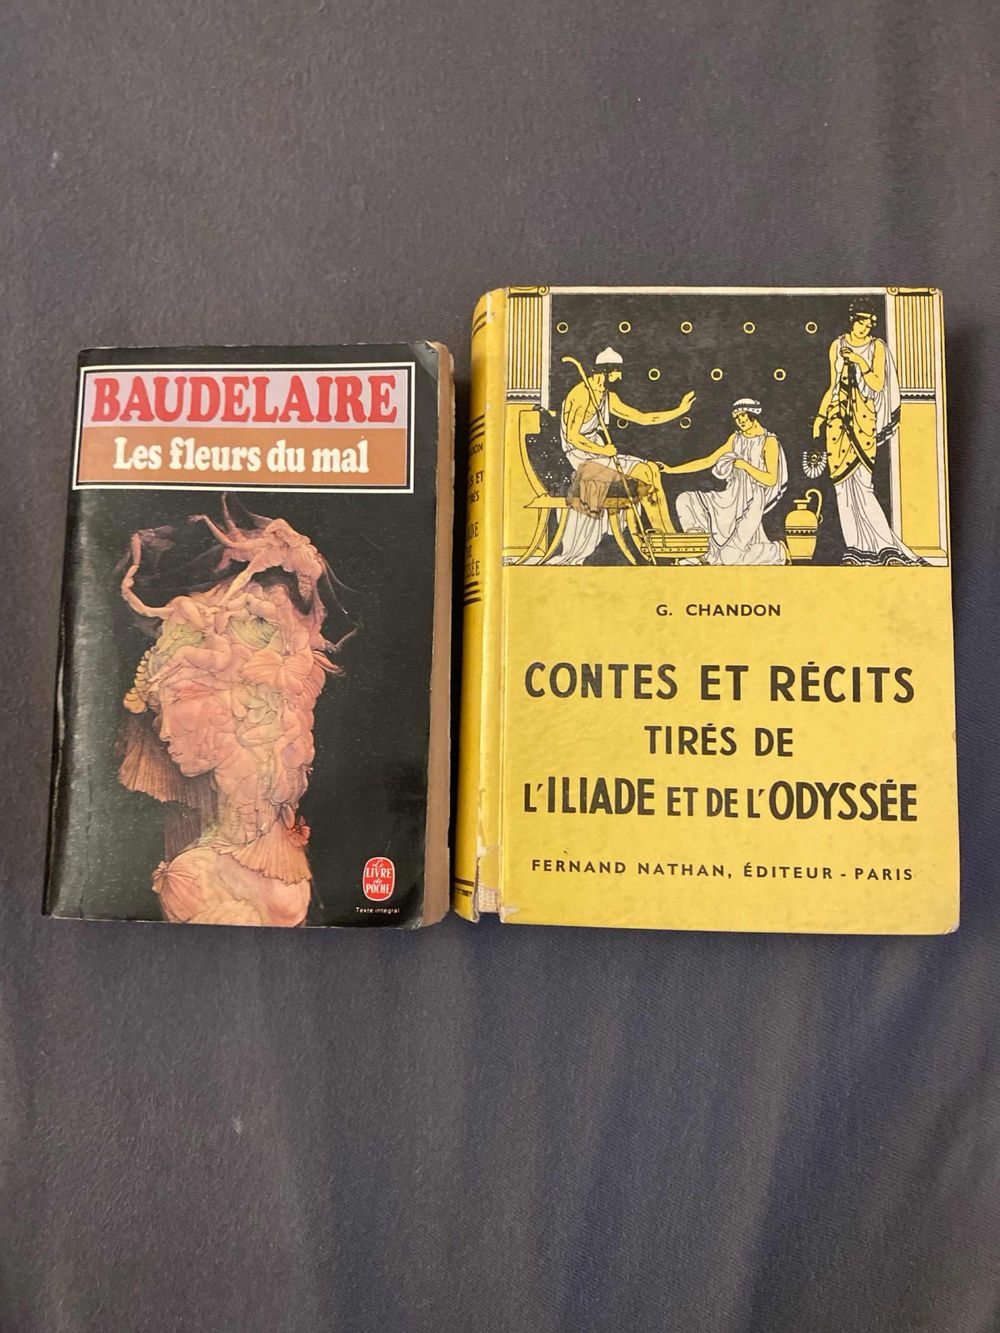 BAUDELAIRE
Les fleurs du mal
Le
LIVRE
de
POCHE
Texte intégral
G. CHANDON
CONTES ET RÉCITS
TIRÉS DE
L'ILIADE ET DE L'ODYSSÉE
FERNAND NATHAN, ÉDITEUR - PARIS